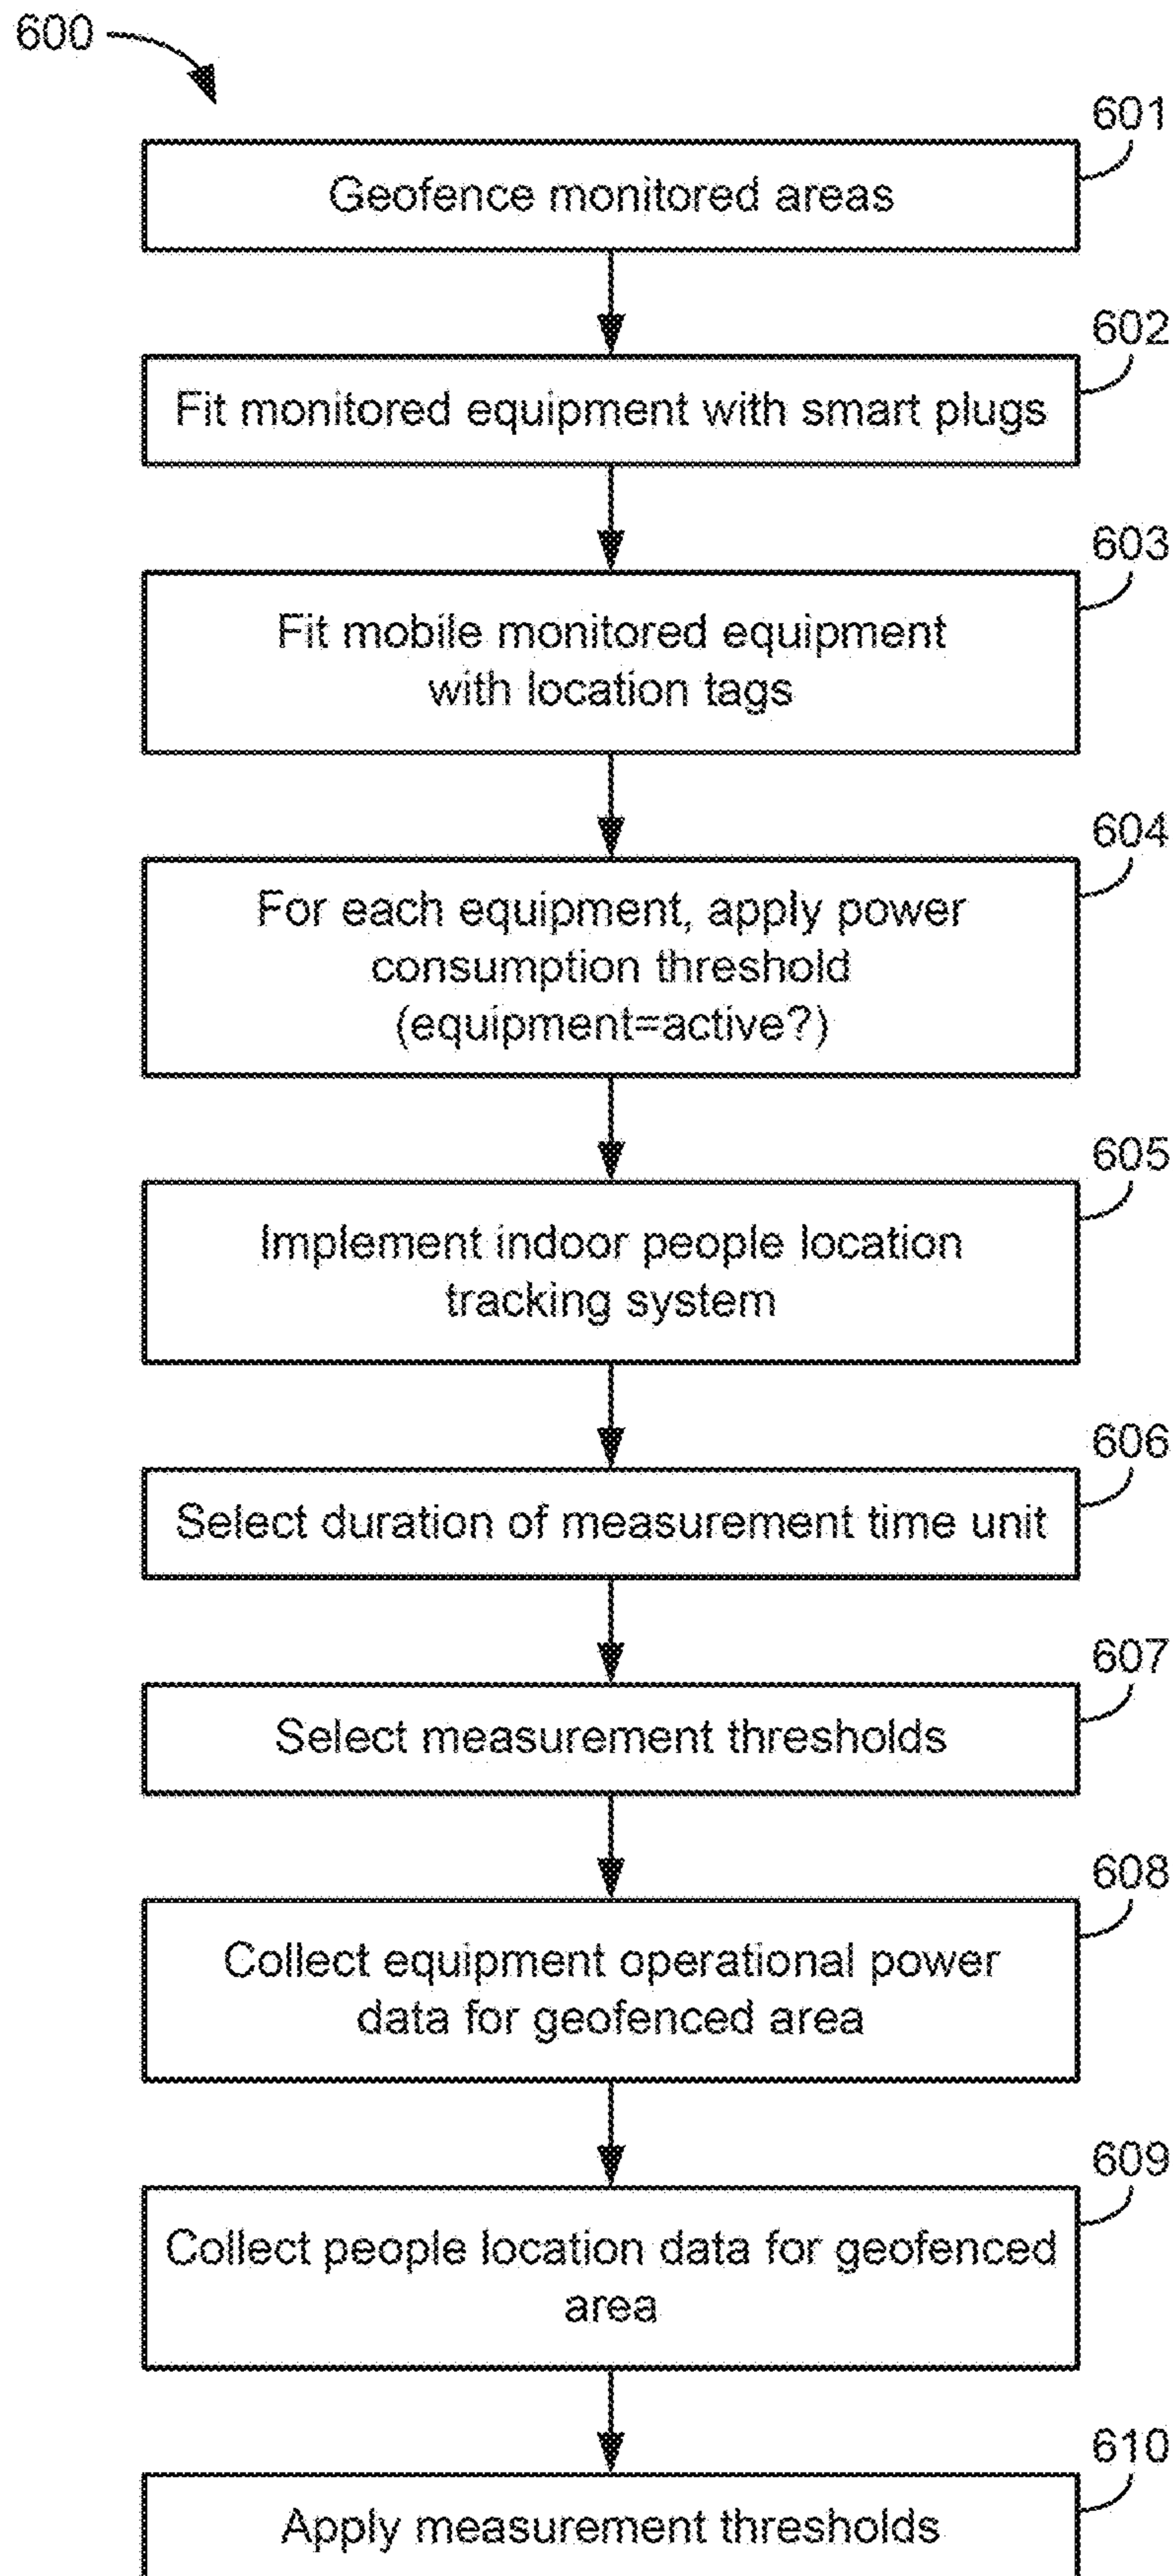 600
601
Geofence monitored areas
602
Fit monitored equipment with smart plugs
603
Fit mobile monitored equipment
with location tags
604
For each equipment, apply power
consumption threshold
(equipment=active?)
605
Implement indoor people location
tracking system
606
Select duration of measurement time unit
607
Select measurement thresholds
608
Collect equipment operational power
data for geofenced area
609
Collect people location data for geofenced
area
610
Apply measurement thresholds